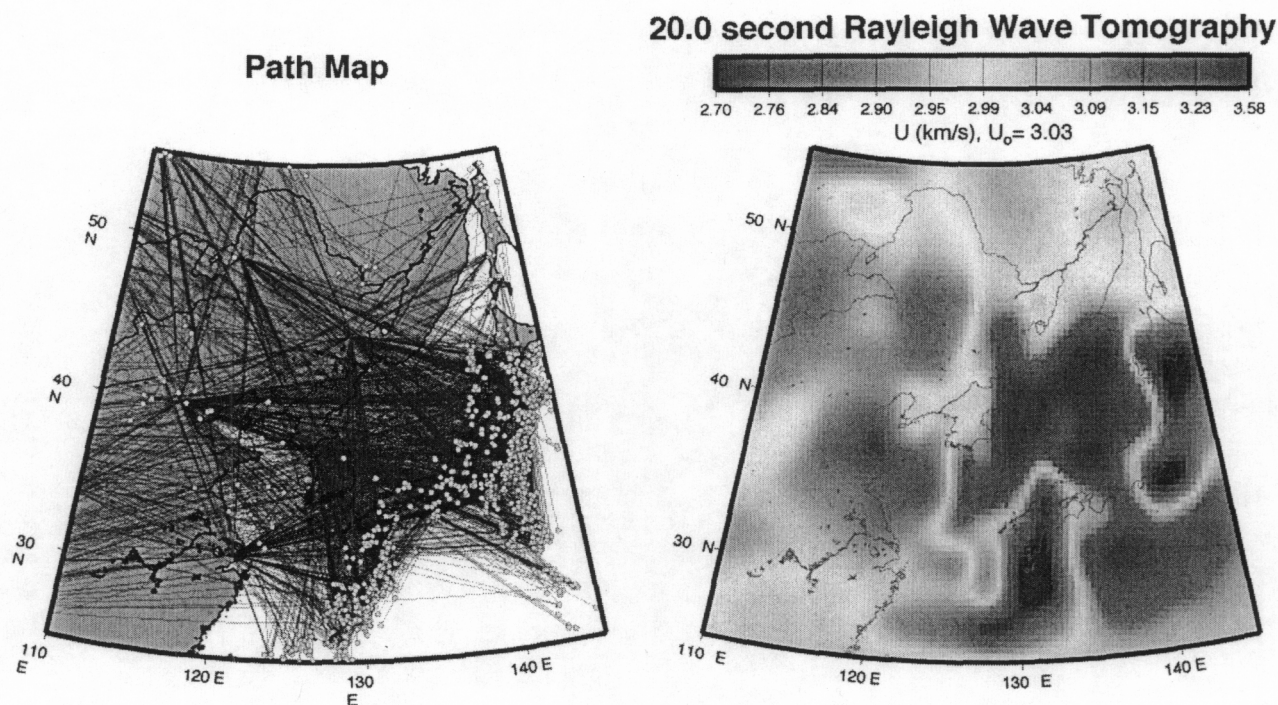 Path Map
50
N
40
N
30
N
110
E
120 E
130
E
140 E
20.0 second Rayleigh Wave Tomography
2.70 2.76 2.84 2.90 2.95 2.99 3.04 3.09 3.15 3.23 3.58
U (km/s), Uo= 3.03
50 N
40 N
30 N
110 E
120 E
130 E
140 E